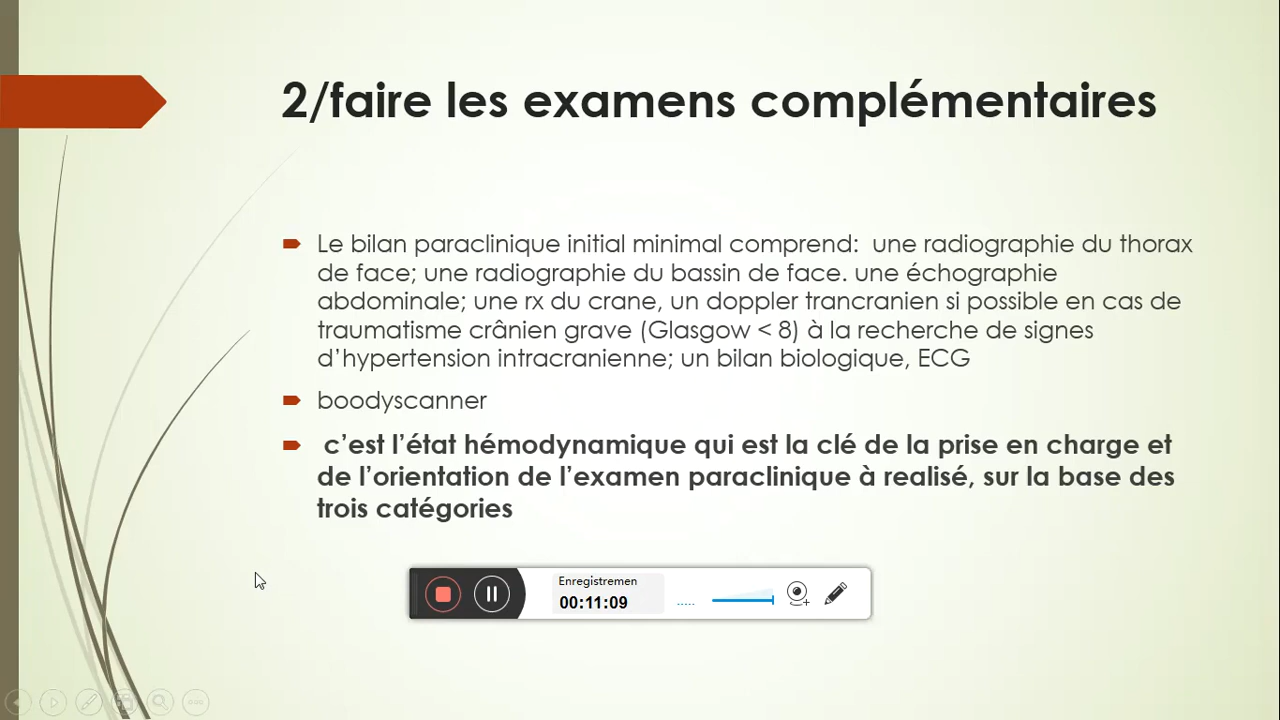 2/faire les examens complémentaires
Le bilan paraclinique initial minimal comprend:  une radiographie du thorax
de face; une radiographie du bassin de face. une échographie
abdominale; une rx du crane, un doppler trancranien si possible en cas de
traumatisme crânien grave (Glasgow < 8) à la recherche de signes
d’hypertension intracranienne; un bilan biologique, ECG
boodyscanner
c’est l’état hémodynamique qui est la clé de la prise en charge et
de l’orientation de l’examen paraclinique à realisé, sur la base des
trois catégories
Enregistremen
00:11:09